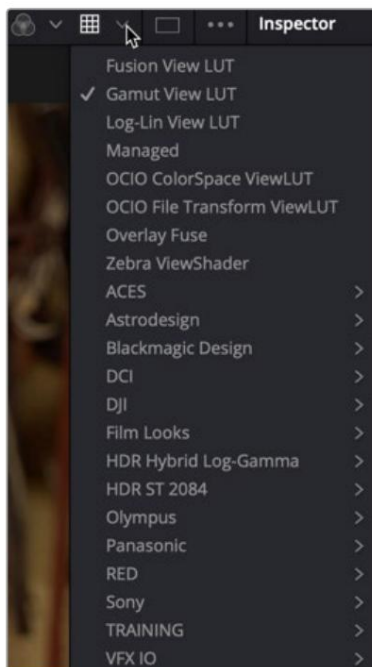 Inspector
Fusion View LUT
Gamut View LUT
Log-Lin View LUT
Managed
OCIO ColorSpace ViewLUT
OCIO File Transform ViewLUT
Overlay Fuse
Zebra ViewShader
ACES
Astrodesign
Blackmagic Design
DCI
DJI
Film Looks
HDR Hybrid Log-Gamma
HDR ST 2084
Olympus
Panasonic
RED
Sony
TRAINING
VFX IO